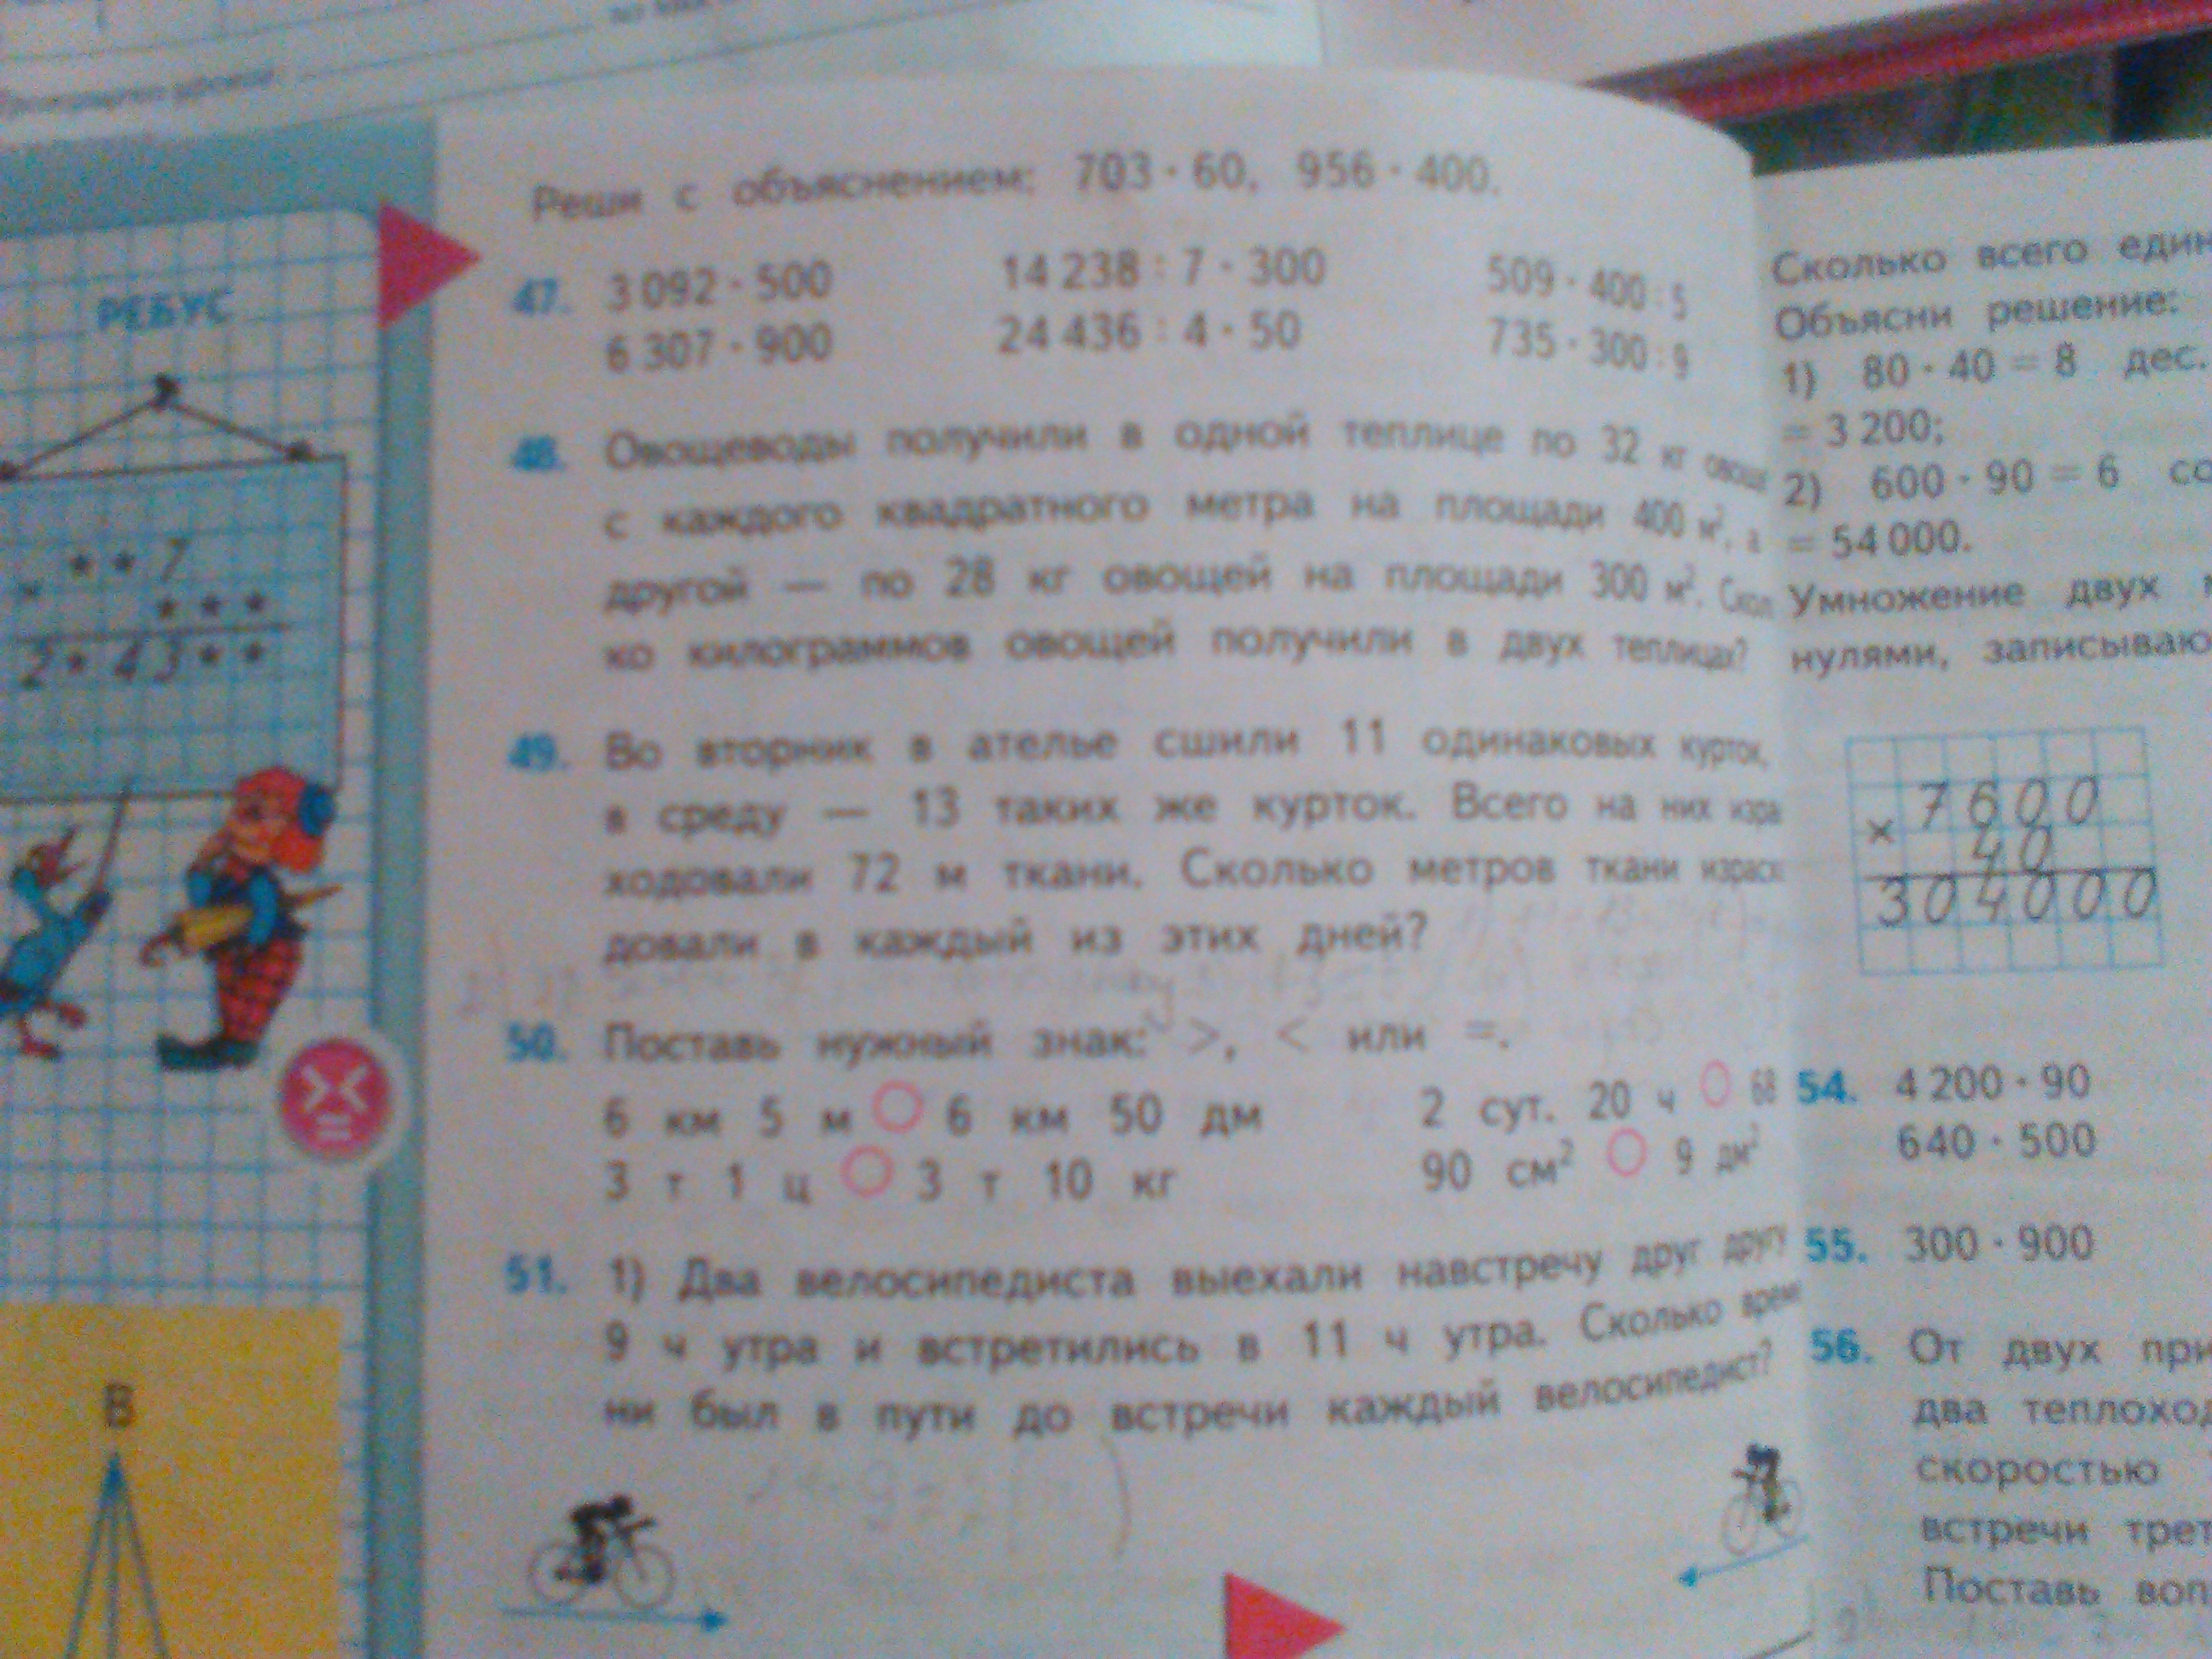 РЕБУС
× * * 7
* * *
2 * 4 3 * *
В
Реши с объяснением: 703 · 60, 956 · 400.
47. 3 092 · 500 14 238 : 7 · 300 509 · 400 : 5
6 307 · 900 24 436 : 4 · 50 735 · 300 : 9
48. Овощеводы получили в одной теплице по 32 кг овоще
с каждого квадратного метра на площади 400 м², а
другой — по 28 кг овощей на площади 300 м². Скол
ко килограммов овощей получили в двух теплицах?
49. Во вторник в ателье сшили 11 одинаковых курток,
в среду — 13 таких же курток. Всего на них изра
ходовали 72 м ткани. Сколько метров ткани израсх
довали в каждый из этих дней?
50. Поставь нужный знак: >, < или =.
6 км 5 м ○ 6 км 50 дм 2 сут. 20 ч ○ 68
3 т 1 ц ○ 3 т 10 кг 90 см² ○ 9 дм²
51. 1) Два велосипедиста выехали навстречу друг другу
9 ч утра и встретились в 11 ч утра. Сколько време
ни был в пути до встречи каждый велосипедист?
Сколько всего един
Объясни решение:
1) 80 · 40 = 8 дес.
= 3 200;
2) 600 · 90 = 6 со
= 54 000.
Умножение двух
нулями, записываю
× 7600
40
304000
54. 4 200 · 90
640 · 500
55. 300 · 900
56. От двух при
два теплоход
скоростью
встречи трет
Поставь воп